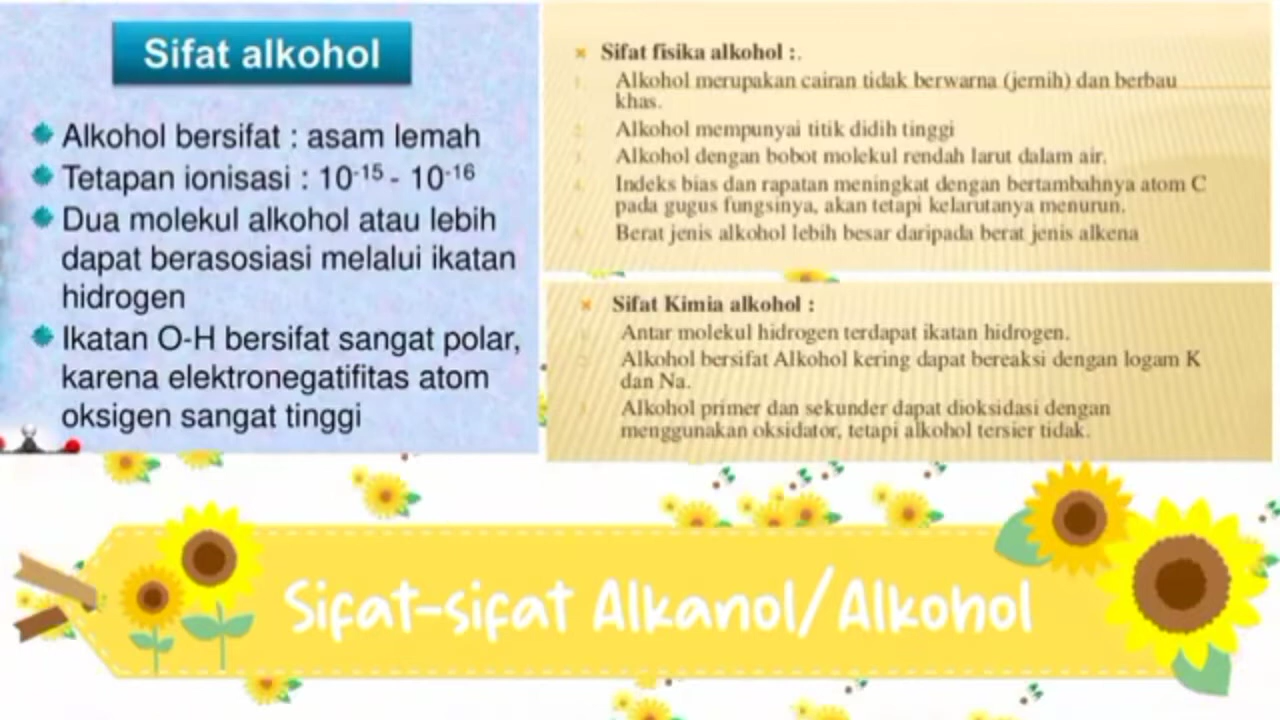 Sifat alkohol
Alkohol bersifat : asam lemah
Tetapan ionisasi : 10⁻¹⁵ - 10⁻¹⁶
Dua molekul alkohol atau lebih
dapat berasosiasi melalui ikatan
hidrogen
Ikatan O-H bersifat sangat polar,
karena elektronegatifitas atom
oksigen sangat tinggi
Sifat fisika alkohol :.
Alkohol merupakan cairan tidak berwarna (jernih) dan berbau
khas.
Alkohol mempunyai titik didih tinggi
Alkohol dengan bobot molekul rendah larut dalam air.
Indeks bias dan rapatan meningkat dengan bertambahnya atom C
pada gugus fungsinya, akan tetapi kelarutanya menurun.
Berat jenis alkohol lebih besar daripada berat jenis alkena
Sifat Kimia alkohol :
Antar molekul hidrogen terdapat ikatan hidrogen.
Alkohol bersifat Alkohol kering dapat bereaksi dengan logam K
dan Na.
Alkohol primer dan sekunder dapat dioksidasi dengan
menggunakan oksidator, tetapi alkohol tersier tidak.
Sifat-sifat Alkanol/Alkohol